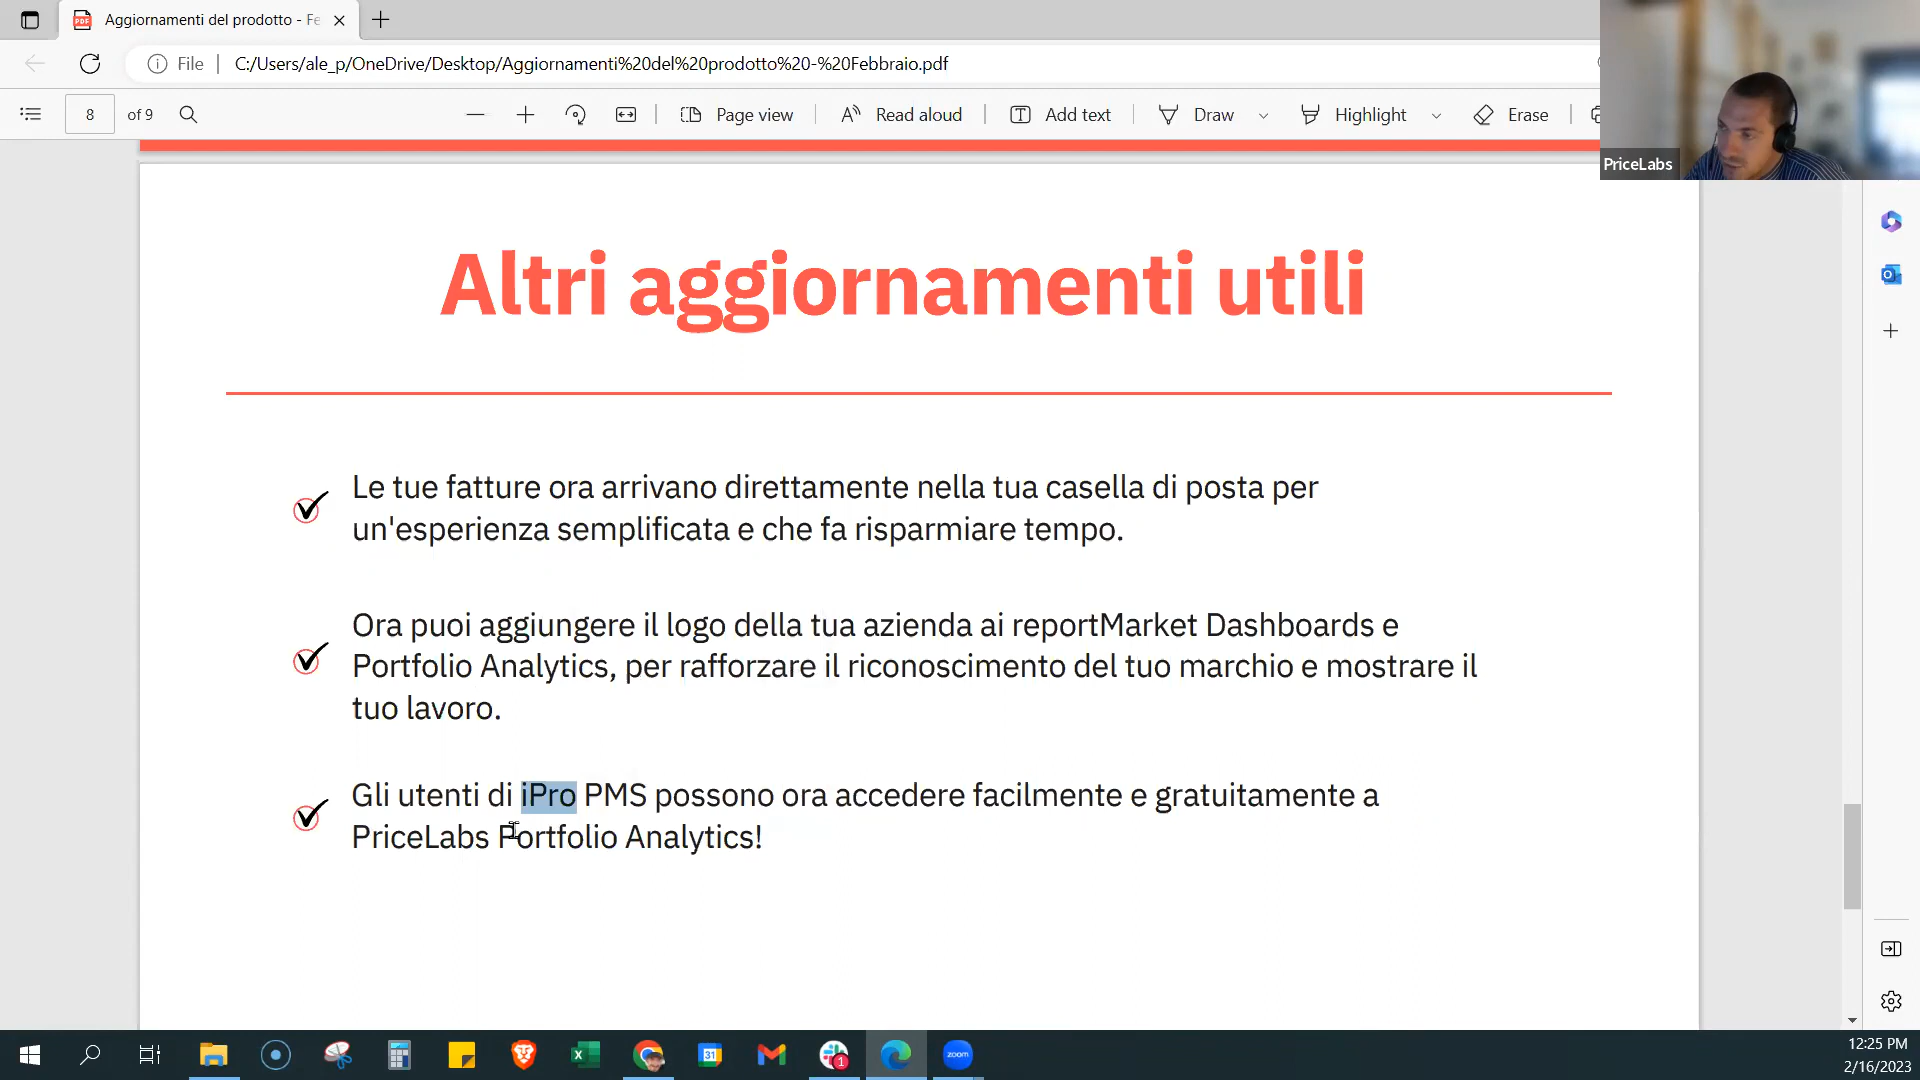 Aggiornamenti del prodotto - Fe
File
C:/Users/ale_p/OneDrive/Desktop/Aggiornamenti%20del%20prodotto%20-%20Febbraio.pdf
8 of 9
Page view
Read aloud
Add text
Draw
Highlight
Erase
PriceLabs
Altri aggiornamenti utili
Le tue fatture ora arrivano direttamente nella tua casella di posta per
un'esperienza semplificata e che fa risparmiare tempo.
Ora puoi aggiungere il logo della tua azienda ai reportMarket Dashboards e
Portfolio Analytics, per rafforzare il riconoscimento del tuo marchio e mostrare il
tuo lavoro.
Gli utenti di iPro PMS possono ora accedere facilmente e gratuitamente a
PriceLabs Portfolio Analytics!
31
1
zoom
12:25 PM
2/16/2023